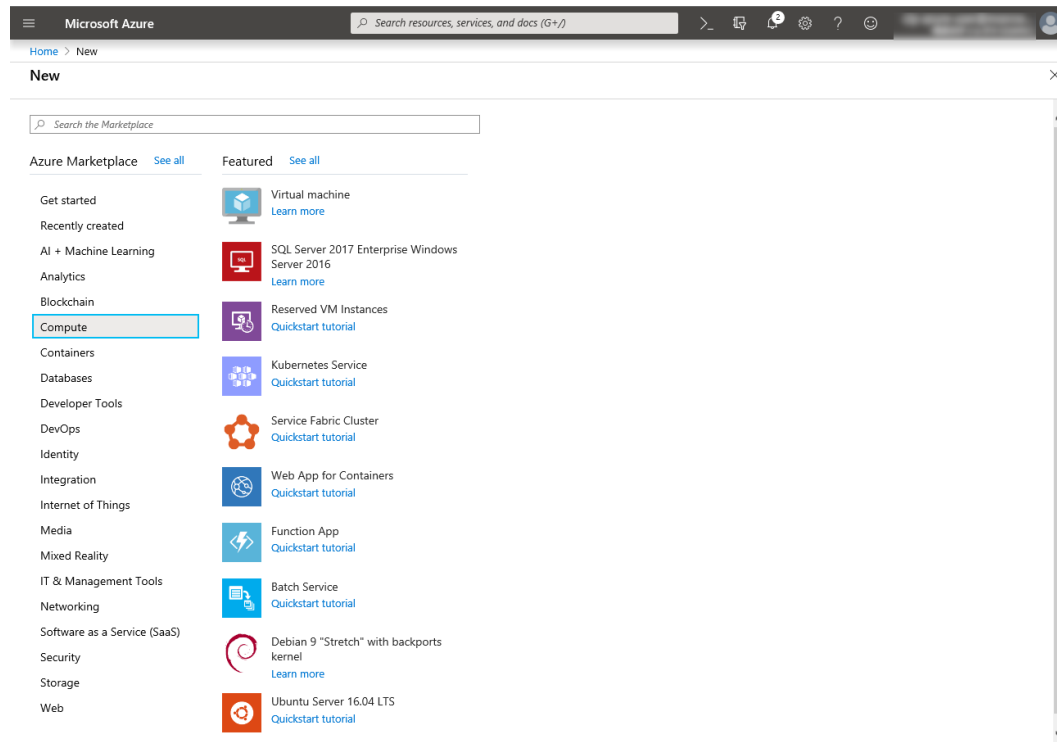 Microsoft Azure
Search resources, services, and docs (G+/)
2
Home > New
New
Search the Marketplace
Azure Marketplace See all
Get started
Recently created
AI + Machine Learning
Analytics
Blockchain
Compute
Containers
Databases
Developer Tools
DevOps
Identity
Integration
Internet of Things
Media
Mixed Reality
IT & Management Tools
Networking
Software as a Service (SaaS)
Security
Storage
Web
Featured See all
Virtual machine
Learn more
SQL
SQL Server 2017 Enterprise Windows
Server 2016
Learn more
Reserved VM Instances
Quickstart tutorial
Kubernetes Service
Quickstart tutorial
Service Fabric Cluster
Quickstart tutorial
Web App for Containers
Quickstart tutorial
Function App
Quickstart tutorial
Batch Service
Quickstart tutorial
Debian 9 "Stretch" with backports
kernel
Learn more
Ubuntu Server 16.04 LTS
Quickstart tutorial